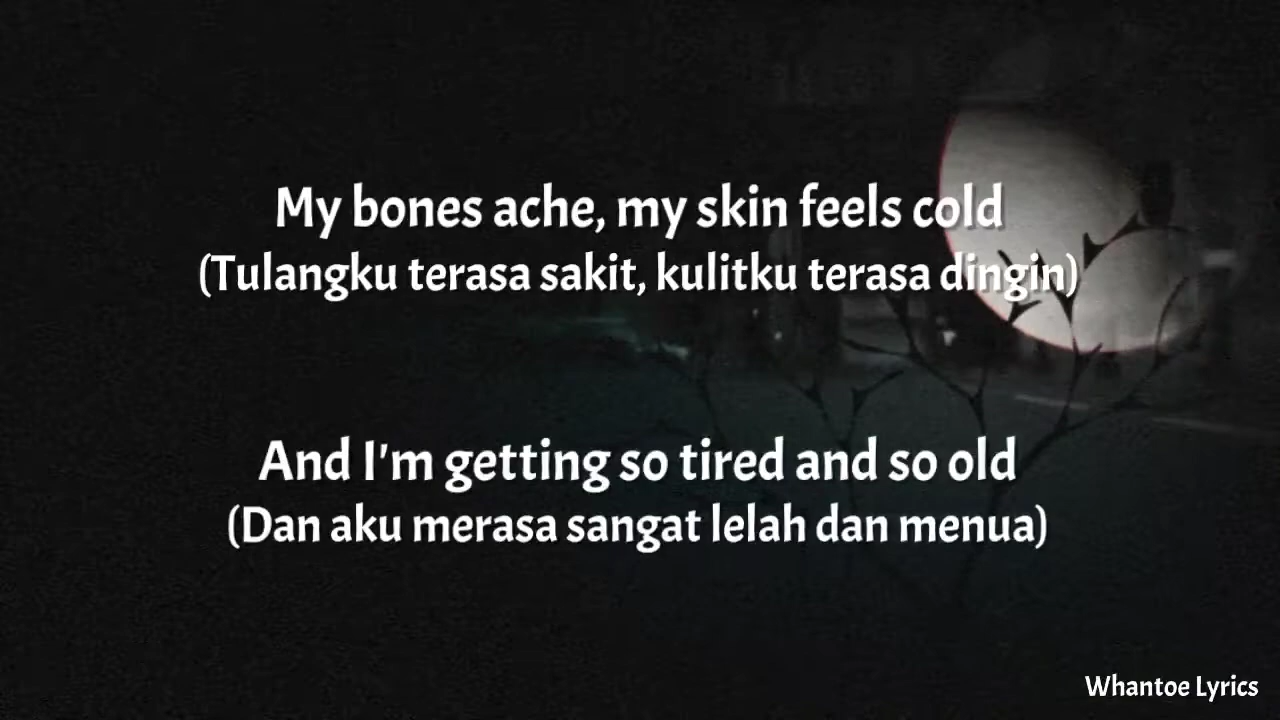 My bones ache, my skin feels cold
(Tulangku terasa sakit, kulitku terasa dingin)
And I'm getting so tired and so old
(Dan aku merasa sangat lelah dan menua)
Whantoe Lyrics